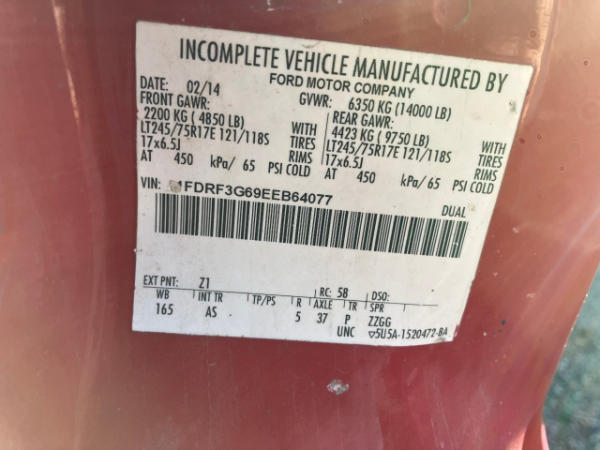 INCOMPLETE VEHICLE MANUFACTURED BY
FORD MOTOR COMPANY
DATE: 02/14 GVWR: 6350 KG (14000 LB)
FRONT GAWR: REAR GAWR:
2200 KG ( 4850 LB) WITH 4423 KG ( 9750 LB) WITH
LT245/75R17E 121/118S TIRES LT245/75R17E 121/118S TIRES
17x6.5J RIMS 17x6.5J RIMS
AT 450 kPa/ 65 PSI COLD AT 450 kPa/ 65 PSI COLD
VIN: 1FDRF3G69EEB64077 DUAL
EXT PNT: Z1 RC: 58 DSO:
WB INT TR TP/PS R AXLE TR SPR
165 AS 5 37 P ZZGG
UNC ▽5U5A-1520472-BA